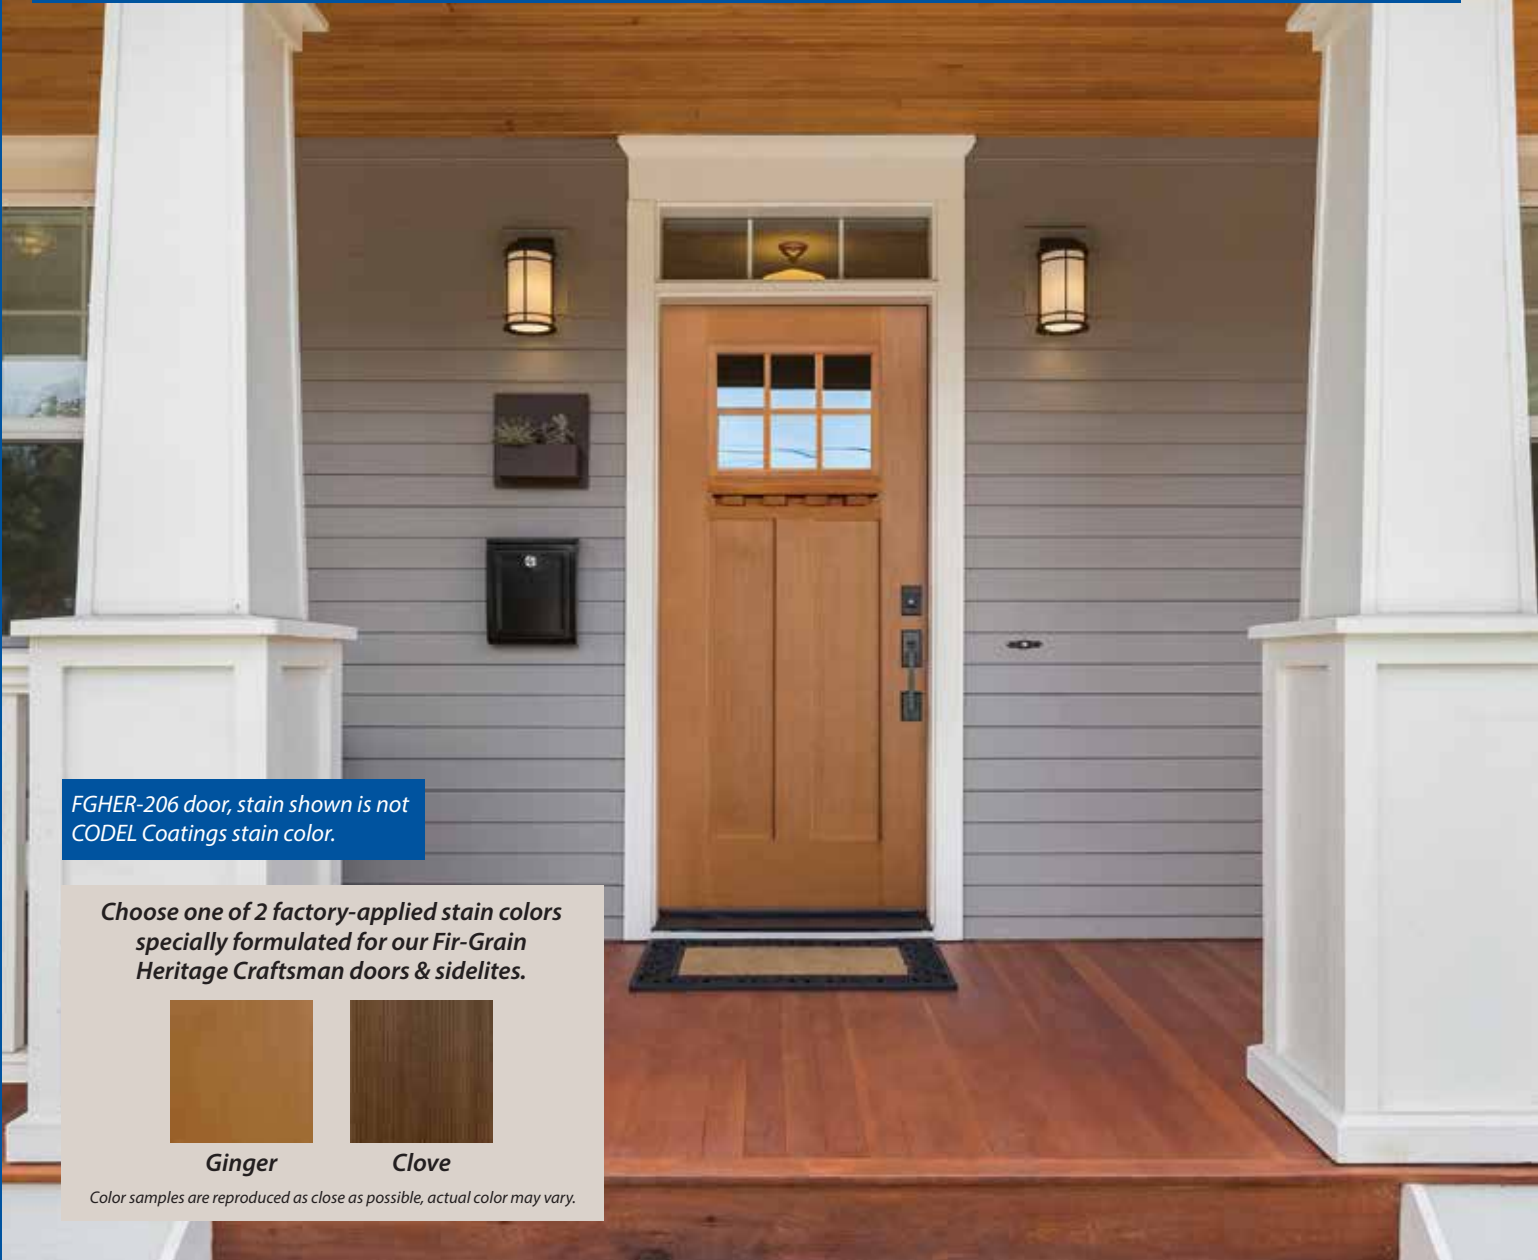 FGHER-206 door, stain shown is not
CODEL Coatings stain color.
Choose one of 2 factory-applied stain colors
specially formulated for our Fir-Grain
Heritage Craftsman doors & sidelites.
Ginger
Clove
Color samples are reproduced as close as possible, actual color may vary.